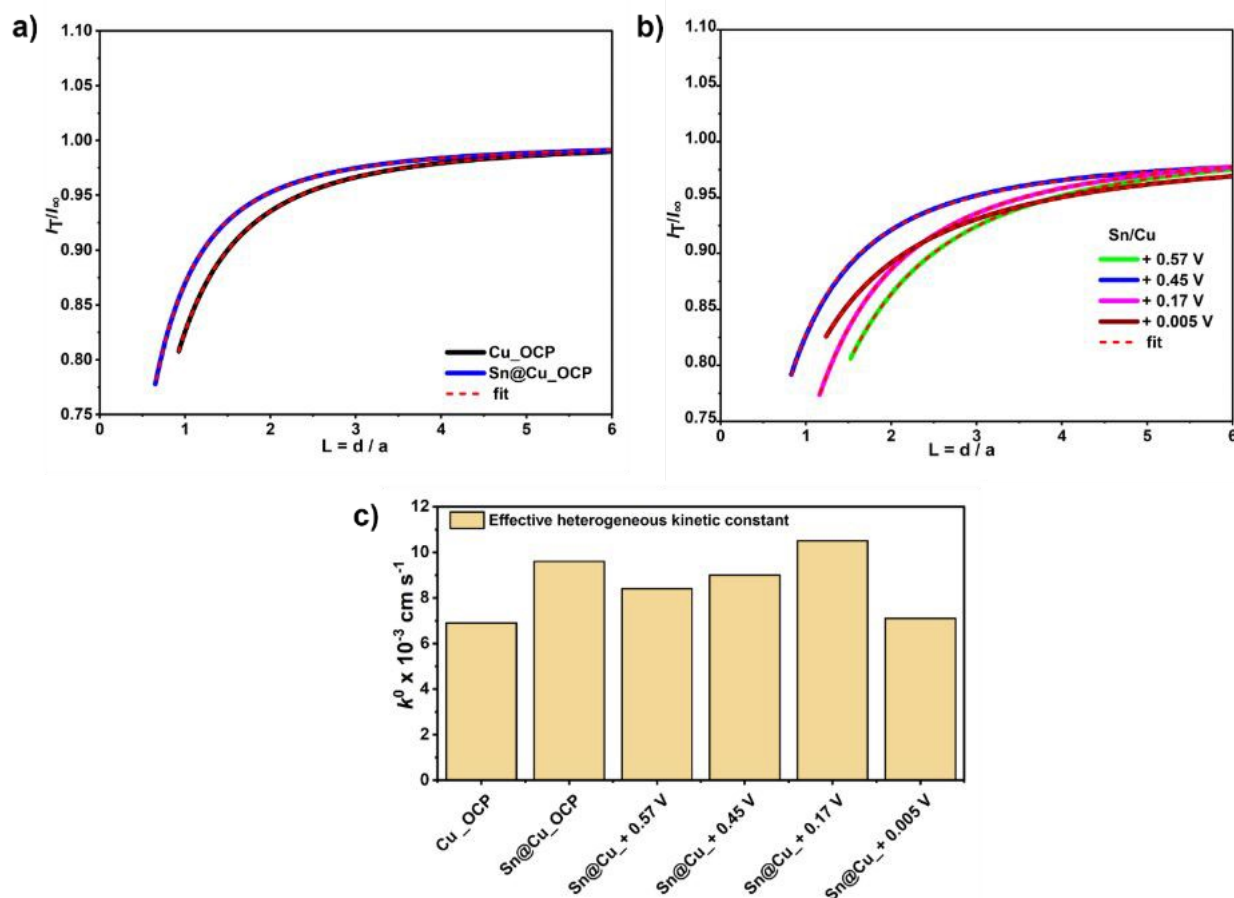 a)
1.10
1.05
1.00
0.95
0.90
0.85
0.80
0.75
I_T/I_∞
0 1 2 3 4 5 6
L = d / a
Cu_OCP
Sn@Cu_OCP
fit
b)
1.10
1.05
1.00
0.95
0.90
0.85
0.80
0.75
I_T/I_∞
0 1 2 3 4 5 6
L = d / a
Sn/Cu
+ 0.57 V
+ 0.45 V
+ 0.17 V
+ 0.005 V
fit
c)
12
10
8
6
4
2
0
k⁰ x 10⁻³ cm s⁻¹
Effective heterogeneous kinetic constant
Cu _OCP
Sn@Cu_OCP
Sn@Cu_+ 0.57 V
Sn@Cu_+ 0.45 V
Sn@Cu_+ 0.17 V
Sn@Cu_+ 0.005 V